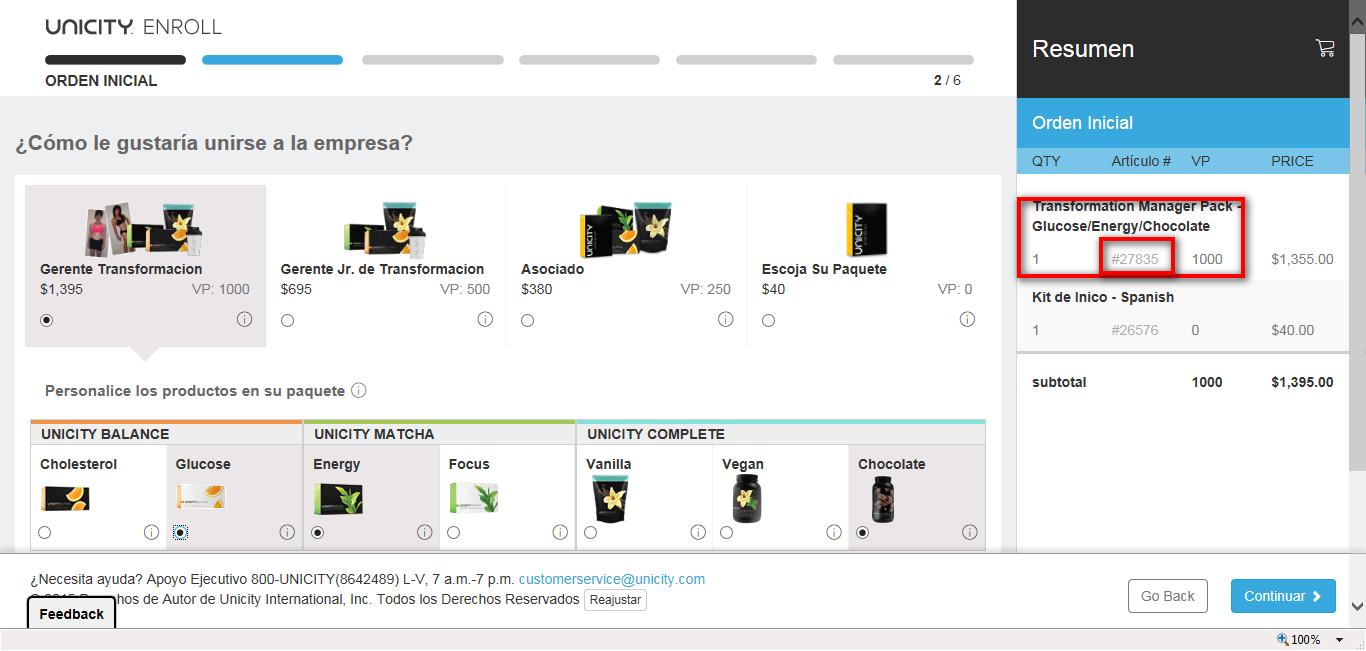 UNICITY. ENROLL
ORDEN INICIAL
2 / 6
¿Cómo le gustaría unirse a la empresa?
Gerente Transformacion
$1,395 VP: 1000
Gerente Jr. de Transformacion
$695 VP: 500
Asociado
$380 VP: 250
Escoja Su Paquete
$40 VP: 0
Personalice los productos en su paquete
UNICITY BALANCE
Cholesterol
Glucose
UNICITY MATCHA
Energy
Focus
UNICITY COMPLETE
Vanilla
Vegan
Chocolate
Resumen
Orden Inicial
QTY Artículo # VP PRICE
Transformation Manager Pack -
Glucose/Energy/Chocolate
1 #27835 1000 $1,355.00
Kit de Inico - Spanish
1 #26576 0 $40.00
subtotal 1000 $1,395.00
¿Necesita ayuda? Apoyo Ejecutivo 800-UNICITY(8642489) L-V, 7 a.m.-7 p.m. customerservice@unicity.com
hos de Autor de Unicity International, Inc. Todos los Derechos Reservados Reajustar
Feedback
Go Back
Continuar
100%